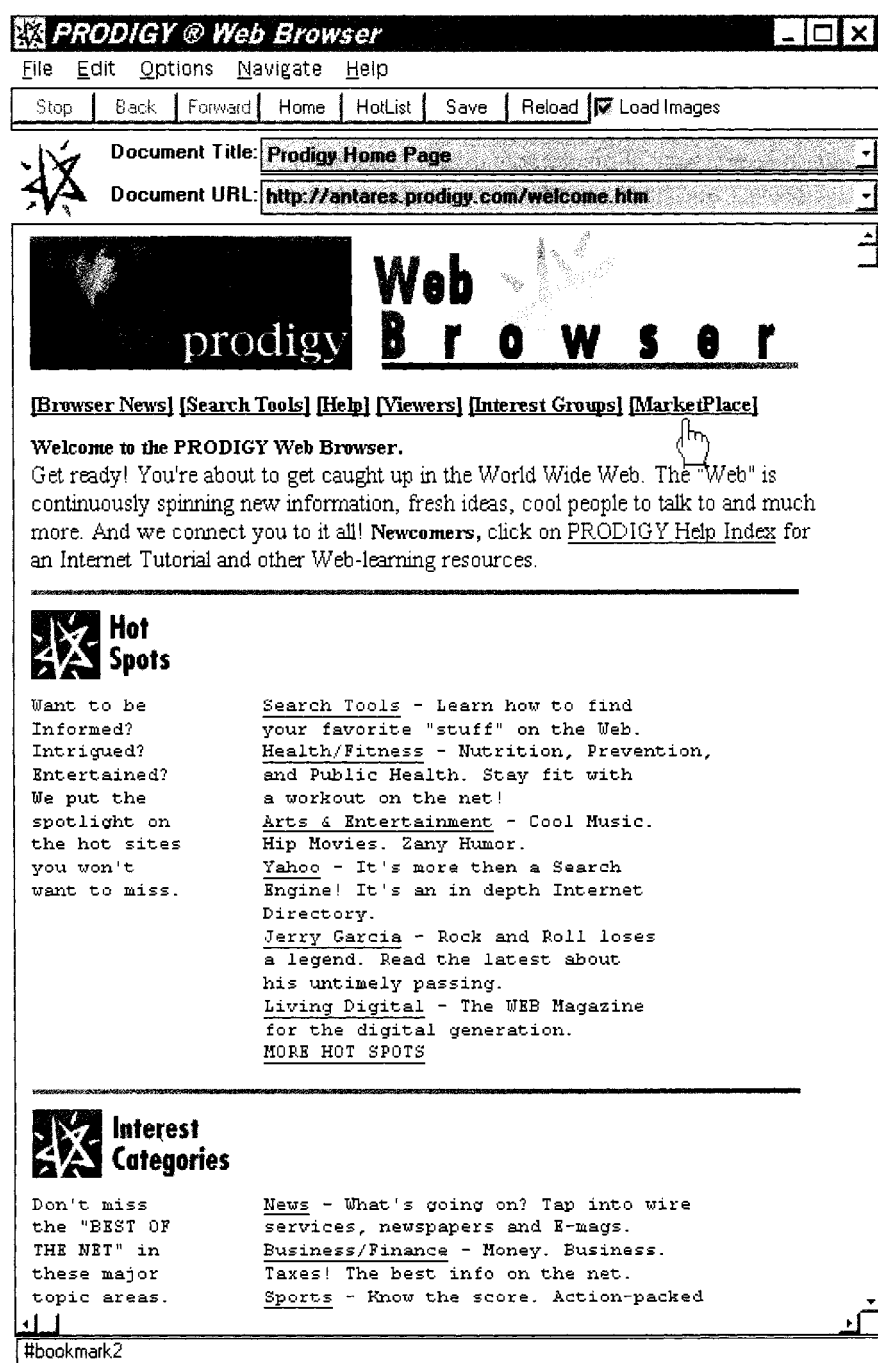 PRODIGY ® Web Browser
File Edit Options Navigate Help
Stop Back Forward Home HotList Save Reload Load Images
Document Title: Prodigy Home Page
Document URL: http://antares.prodigy.com/welcome.htm
prodigy
Web
Browser
[Browser News] [Search Tools] [Help] [Viewers] [Interest Groups] [MarketPlace]
Welcome to the PRODIGY Web Browser.
Get ready! You're about to get caught up in the World Wide Web. The "Web" is
continuously spinning new information, fresh ideas, cool people to talk to and much
more. And we connect you to it all! Newcomers, click on PRODIGY Help Index for
an Internet Tutorial and other Web-learning resources.
Hot
Spots
Want to be
Informed?
Intrigued?
Entertained?
We put the
spotlight on
the hot sites
you won't
want to miss.
Search Tools - Learn how to find
your favorite "stuff" on the Web.
Health/Fitness - Nutrition, Prevention,
and Public Health. Stay fit with
a workout on the net!
Arts & Entertainment - Cool Music.
Hip Movies. Zany Humor.
Yahoo - It's more then a Search
Engine! It's an in depth Internet
Directory.
Jerry Garcia - Rock and Roll loses
a legend. Read the latest about
his untimely passing.
Living Digital - The WEB Magazine
for the digital generation.
MORE HOT SPOTS
Interest
Categories
Don't miss
the "BEST OF
THE NET" in
these major
topic areas.
News - What's going on? Tap into wire
services, newspapers and E-mags.
Business/Finance - Money. Business.
Taxes! The best info on the net.
Sports - Know the score. Action-packed
#bookmark2